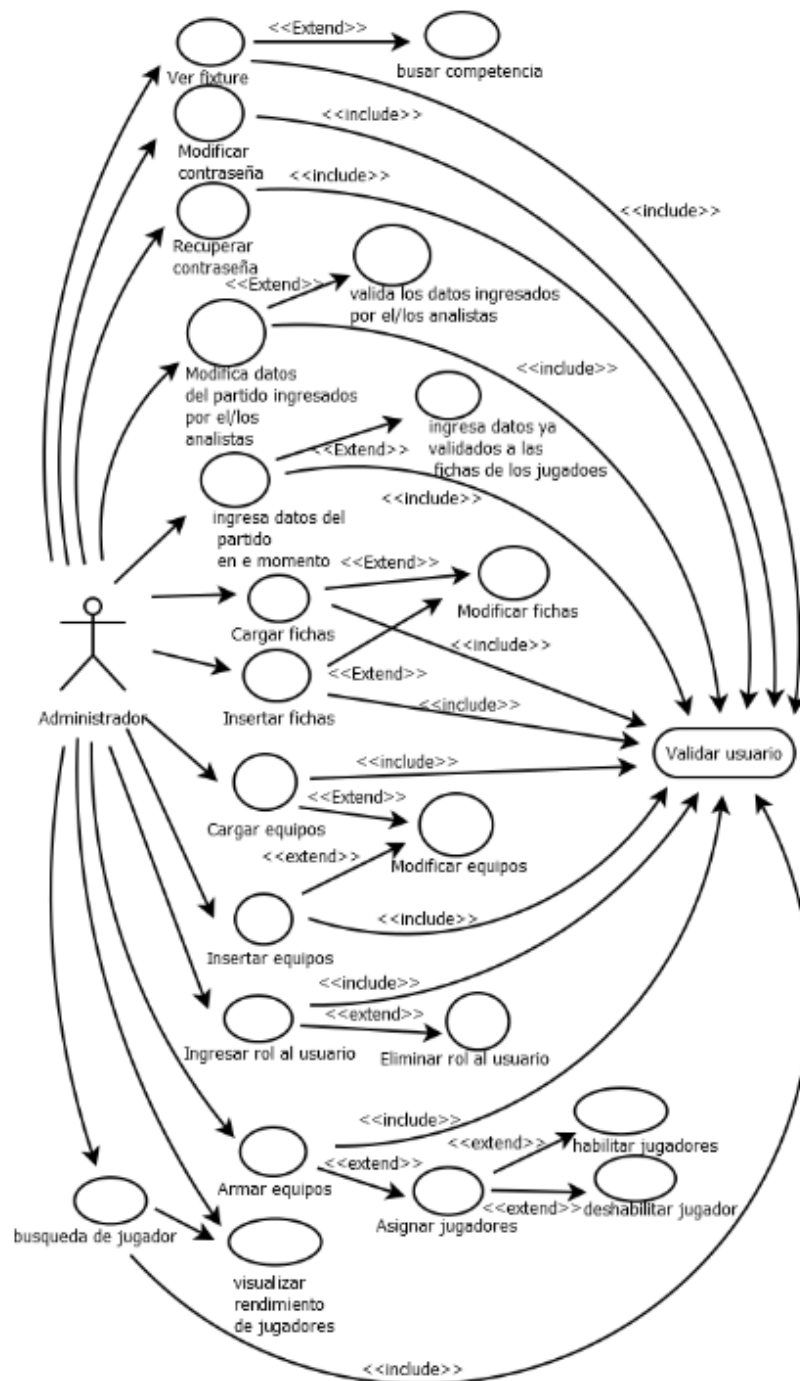 <<Extend>>
busar competencia
Ver fixture
<<include>>
Modificar
contraseña
<<include>>
<<include>>
Recuperar
contraseña
<<Extend>>
valida los datos ingresados
por el/los analistas
Modifica datos
del partido ingresados
por el/los
analistas
<<include>>
ingresa datos ya
validados a las
fichas de los jugadoes
<<Extend>>
<<include>>
ingresa datos del
partido
en e momento
<<Extend>>
Modificar fichas
Cargar fichas
<<include>>
<<Extend>>
Insertar fichas
<<include>>
Administrador
Validar usuario
<<include>>
<<Extend>>
Cargar equipos
<<extend>>
Modificar equipos
<<include>>
Insertar equipos
<<include>>
<<extend>>
Ingresar rol al usuario
Eliminar rol al usuario
<<include>>
<<extend>>
habilitar jugadores
<<extend>>
Armar equipos
Asignar jugadores
<<extend>>
deshabilitar jugador
busqueda de jugador
visualizar
rendimiento
de jugadores
<<include>>